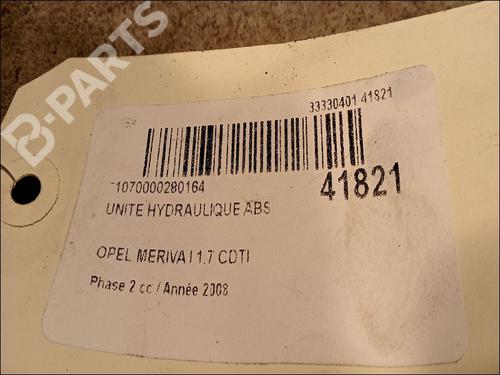 B-PARTS
33330401 41821
1070000280164
41821
UNITE HYDRAULIQUE ABS
OPEL MERIVA I 1.7 CDTI
Phase 2 cc / Année 2008